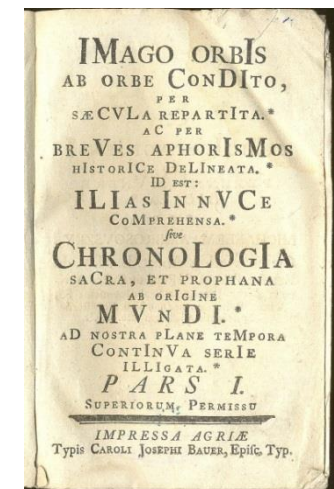 IMago orbIs
ab orbe ConDIto,
per
sæCVLa repartIta.*
aC per
breVes aphorIsMos
hIstorICe DeLIneata.*
ID est:
ILIas In nVCe
CoMprehensa.*
sive
ChronoLogIa
saCra, et prophana
ab orIgIne
MVnDI.*
aD nostra pLane teMpora
ContInVa serIe
ILLIgata.*
PARS I.
Superiorum Permissu
IMPRESSA AGRIÆ
Typis Caroli Josephi Bauer, Episc, Typ.